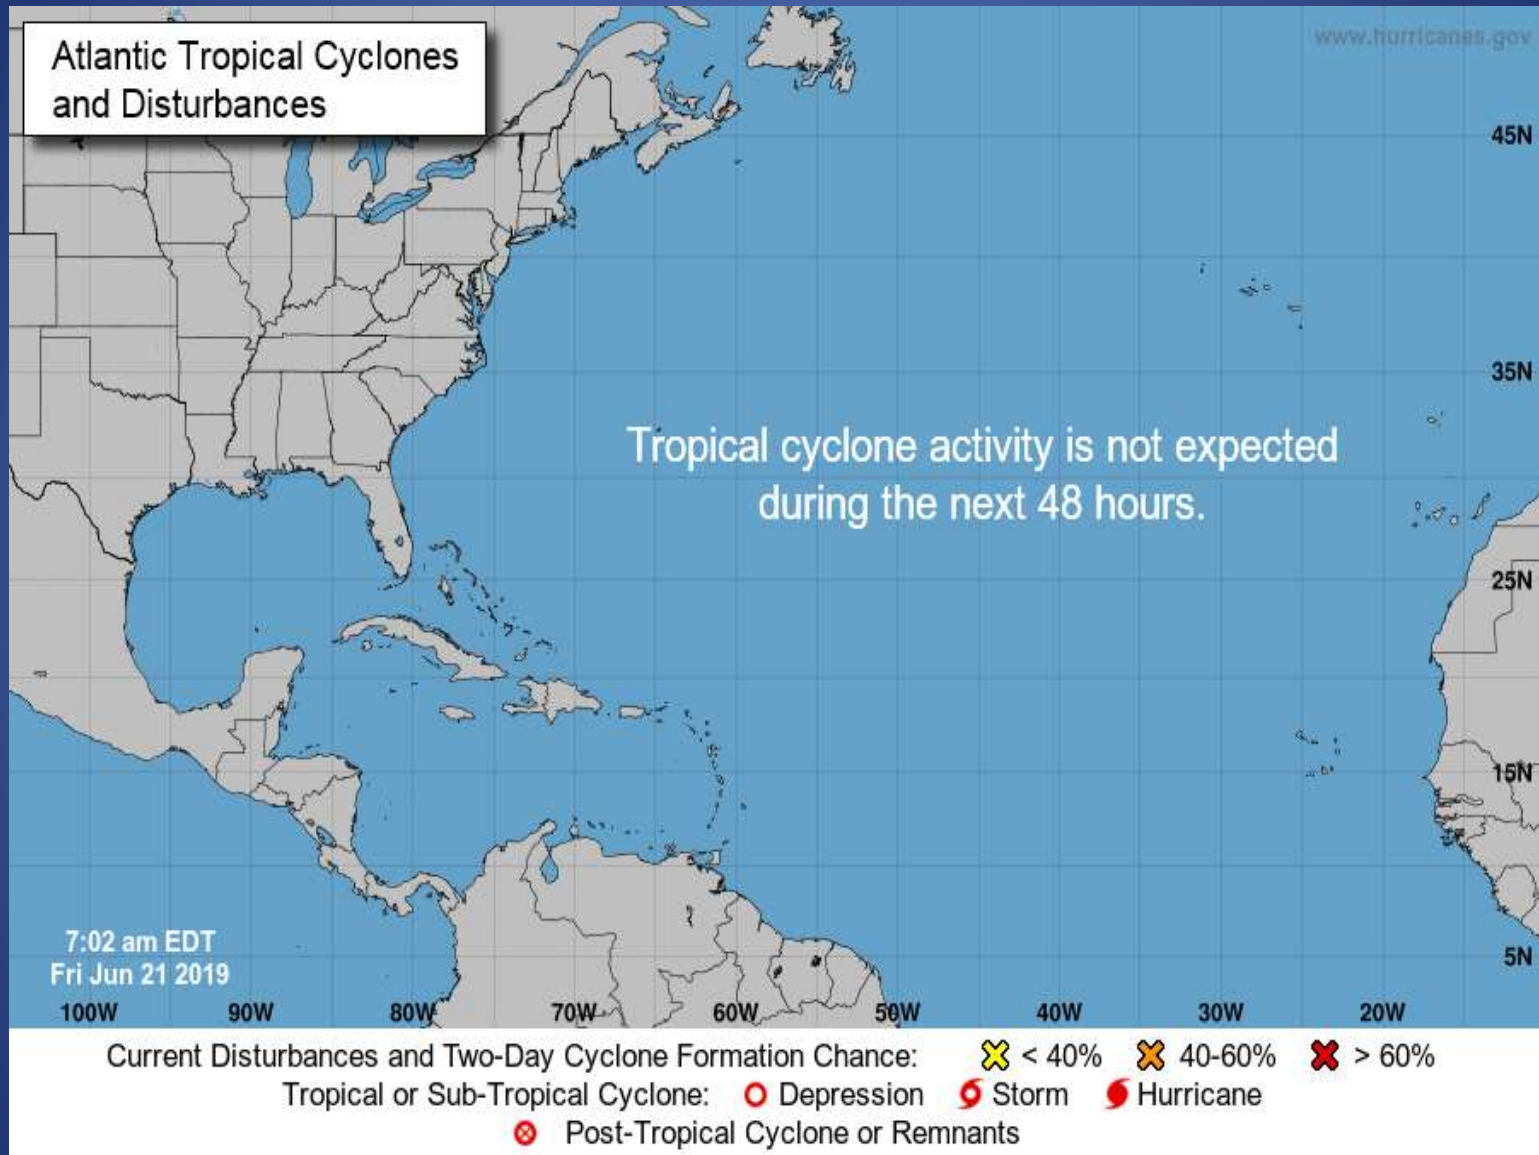 Atlantic Tropical Cyclones
and Disturbances
www.hurricanes.gov
45N
35N
Tropical cyclone activity is not expected
during the next 48 hours.
25N
15N
7:02 am EDT
Fri Jun 21 2019
5N
100W 90W 80W 70W 60W 50W 40W 30W 20W
Current Disturbances and Two-Day Cyclone Formation Chance: < 40% 40-60% > 60%
Tropical or Sub-Tropical Cyclone: Depression Storm Hurricane
Post-Tropical Cyclone or Remnants